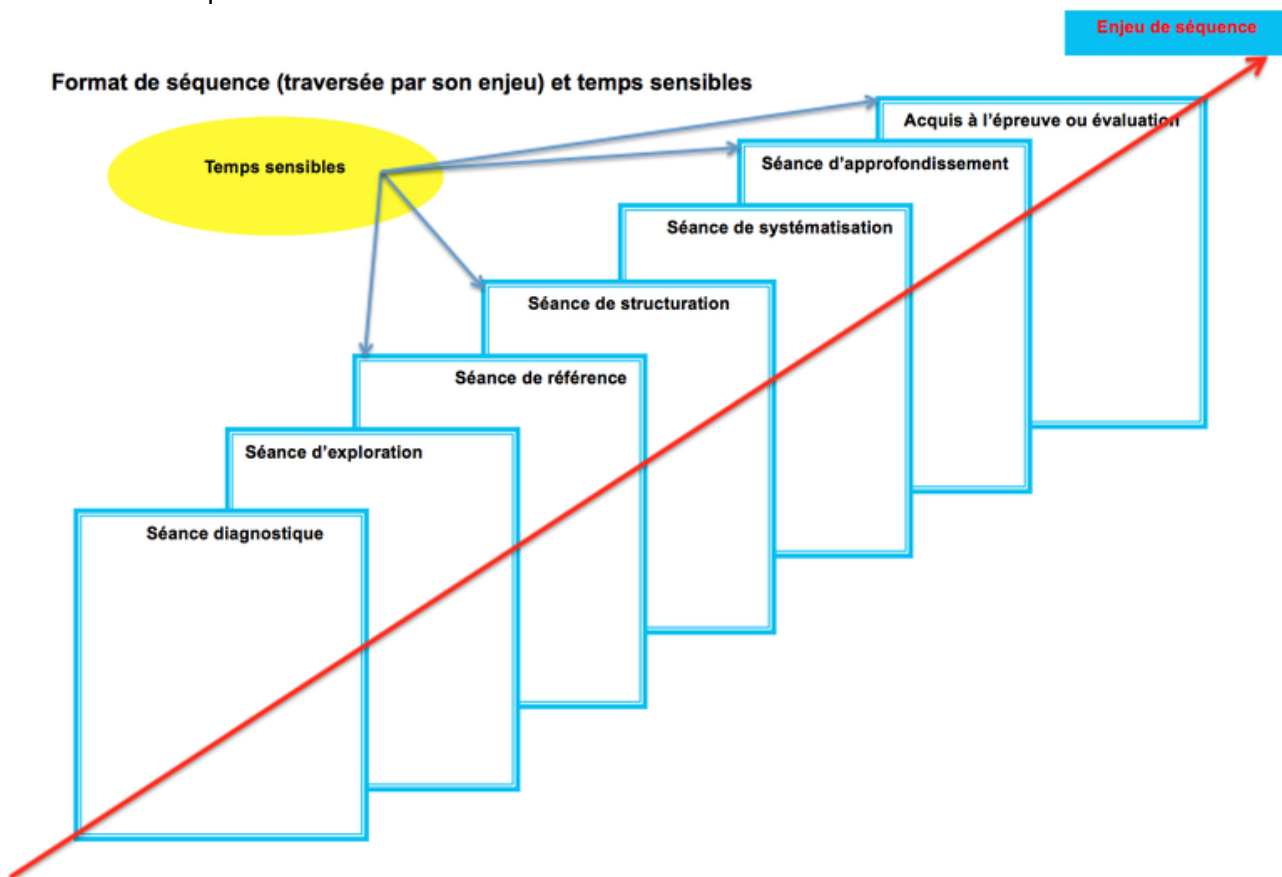 Enjeu de séquence
Format de séquence (traversée par son enjeu) et temps sensibles
Temps sensibles
Acquis à l'épreuve ou évaluation
Séance d'approfondissement
Séance de systématisation
Séance de structuration
Séance de référence
Séance d'exploration
Séance diagnostique